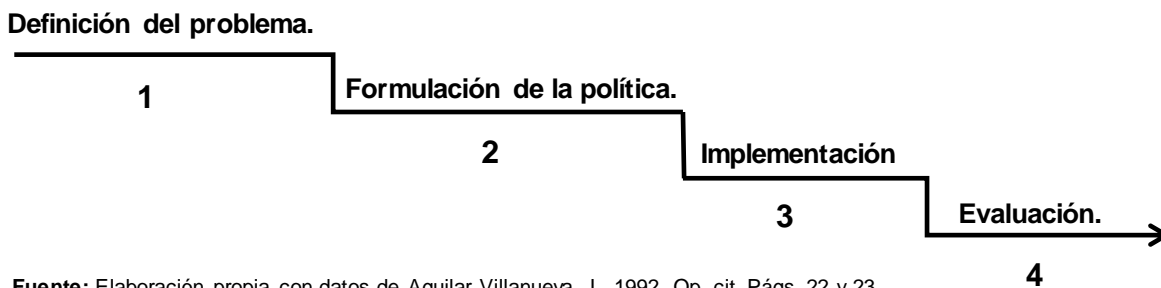 Definición del problema.
1
Formulación de la política.
2
Implementación
3
Evaluación.
4
Fuente: Elaboración propia con datos de Aguilar Villanueva, L. 1992. Op. cit. Págs. 22 y 23